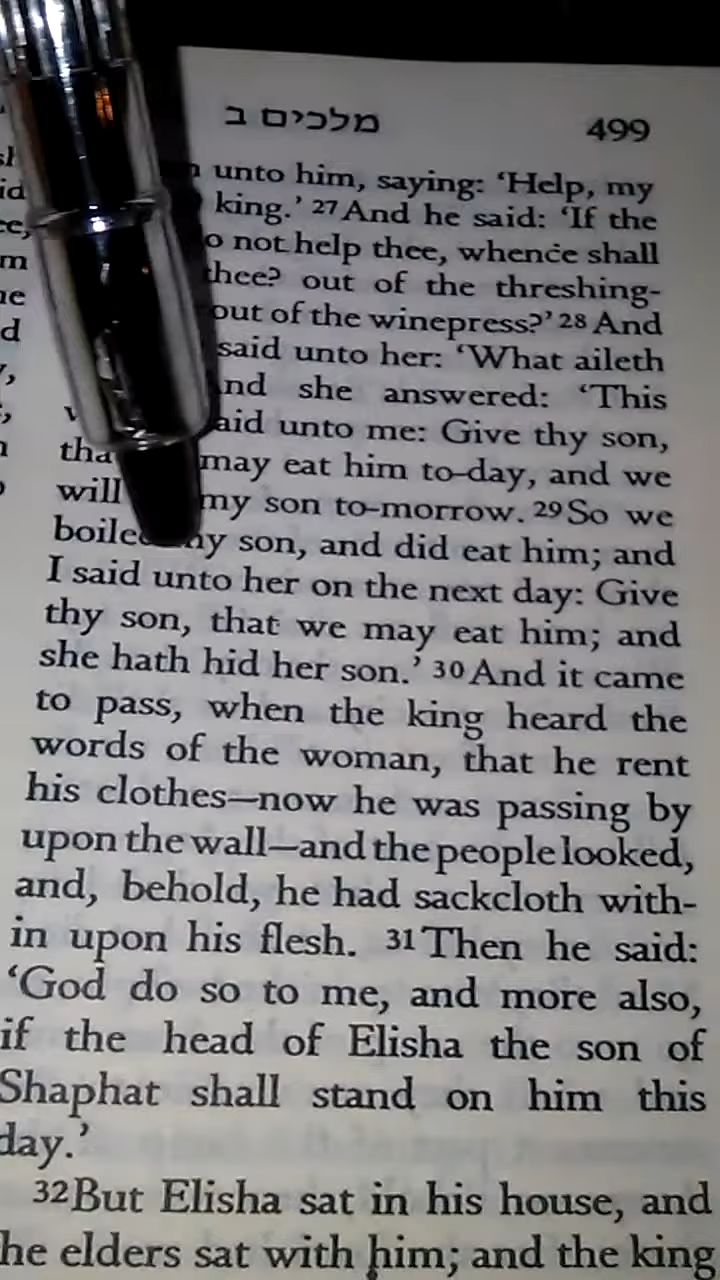 מלכים ב 499
unto him, saying: ‘Help, my
king.’ 27 And he said: ‘If the
not help thee, whence shall
thee? out of the threshing-
out of the winepress?’ 28 And
said unto her: ‘What aileth
And she answered: ‘This
said unto me: Give thy son,
may eat him to-day, and we
will my son to-morrow. 29 So we
boiled my son, and did eat him; and
I said unto her on the next day: Give
thy son, that we may eat him; and
she hath hid her son.’ 30 And it came
to pass, when the king heard the
words of the woman, that he rent
his clothes—now he was passing by
upon the wall—and the people looked,
and, behold, he had sackcloth with-
in upon his flesh. 31 Then he said:
‘God do so to me, and more also,
if the head of Elisha the son of
Shaphat shall stand on him this
day.’
32 But Elisha sat in his house, and
he elders sat with him; and the king